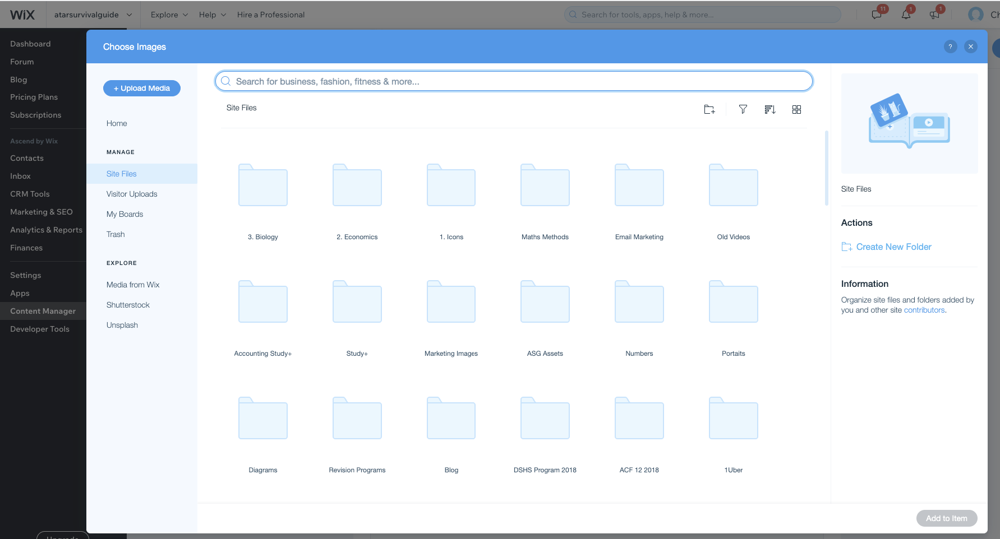 WiX
atarsurvivalguide
Explore
Help
Hire a Professional
Search for tools, apps, help & more...
11
1
1
Dashboard
Forum
Blog
Pricing Plans
Subscriptions
Ascend by Wix
Contacts
Inbox
CRM Tools
Marketing & SEO
Analytics & Reports
Finances
Settings
Apps
Content Manager
Developer Tools
Choose Images
?
+ Upload Media
Home
MANAGE
Site Files
Visitor Uploads
My Boards
Trash
EXPLORE
Media from Wix
Shutterstock
Unsplash
Search for business, fashion, fitness & more...
Site Files
3. Biology
2. Economics
1. Icons
Maths Methods
Email Marketing
Old Videos
Accounting Study+
Study+
Marketing Images
ASG Assets
Numbers
Portaits
Diagrams
Revision Programs
Blog
DSHS Program 2018
ACF 12 2018
1Uber
Site Files
Actions
Create New Folder
Information
Organize site files and folders added by
you and other site contributors.
Add to Item